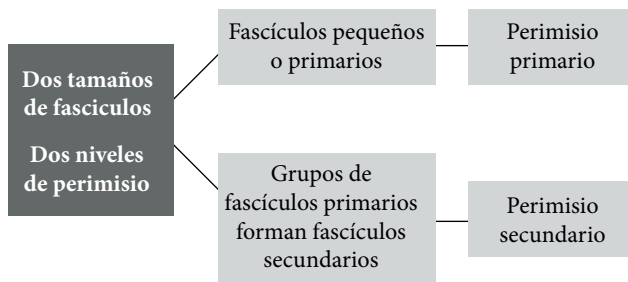 Dos tamaños
de fasciculos
Dos niveles
de perimisio
Fascículos pequeños
o primarios
Perimisio
primario
Grupos de
fascículos primarios
forman fascículos
secundarios
Perimisio
secundario